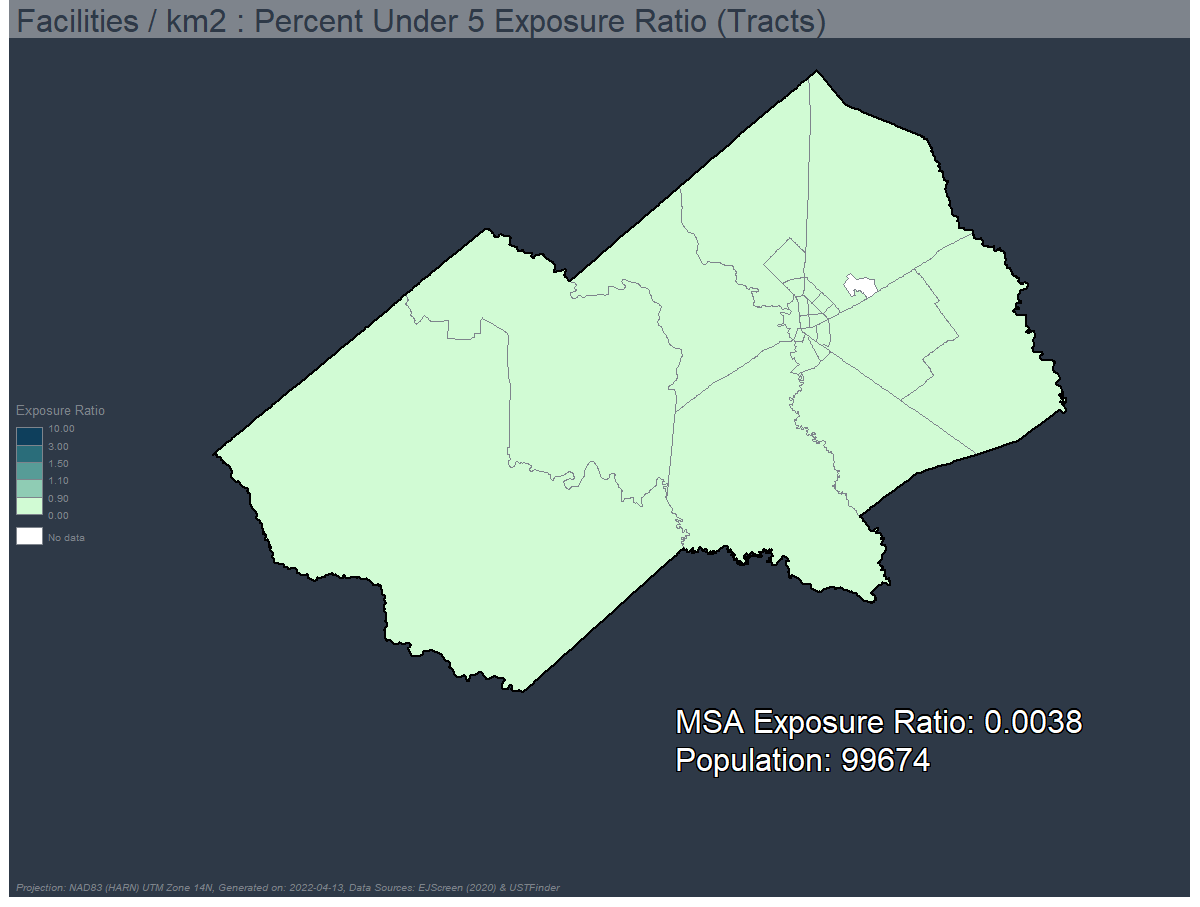 Facilities / km2 : Percent Under 5 Exposure Ratio (Tracts)
Exposure Ratio
10.00
3.00
1.50
1.10
0.90
0.00
No data
MSA Exposure Ratio: 0.0038
Population: 99674
Projection: NAD83 (HARN) UTM Zone 14N, Generated on: 2022-04-13, Data Sources: EJScreen (2020) & USTFinder